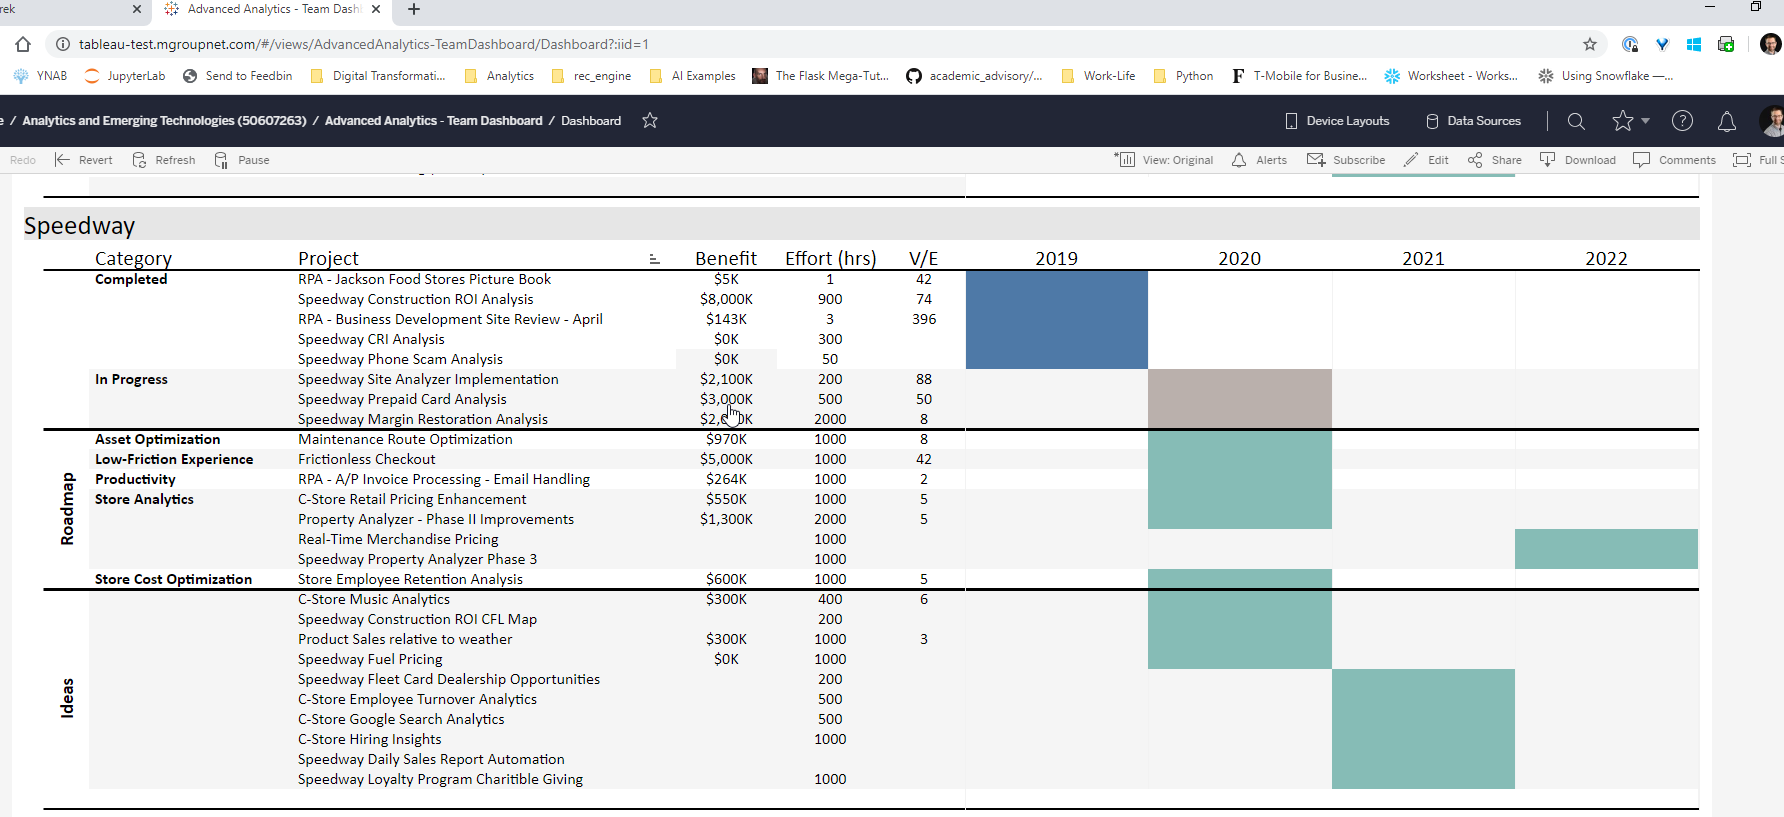 rek
Advanced Analytics - Team Dash
tableau-test.mgroupnet.com/#/views/AdvancedAnalytics-TeamDashboard/Dashboard?:iid=1
YNAB JupyterLab Send to Feedbin Digital Transformati... Analytics rec_engine AI Examples The Flask Mega-Tut... academic_advisory/... Work-Life Python T-Mobile for Busine... Worksheet - Works... Using Snowflake —...
e / Analytics and Emerging Technologies (50607263) / Advanced Analytics - Team Dashboard / Dashboard Device Layouts Data Sources
Redo Revert Refresh Pause View: Original Alerts Subscribe Edit Share Download Comments Full S
Speedway
Category Project Benefit Effort (hrs) V/E 2019 2020 2021 2022
Completed RPA - Jackson Food Stores Picture Book $5K 1 42
Speedway Construction ROI Analysis $8,000K 900 74
RPA - Business Development Site Review - April $143K 3 396
Speedway CRI Analysis $0K 300
Speedway Phone Scam Analysis $0K 50
In Progress Speedway Site Analyzer Implementation $2,100K 200 88
Speedway Prepaid Card Analysis $3,000K 500 50
Speedway Margin Restoration Analysis 2000 8
Roadmap
Asset Optimization Maintenance Route Optimization $970K 1000 8
Low-Friction Experience Frictionless Checkout $5,000K 1000 42
Productivity RPA - A/P Invoice Processing - Email Handling $264K 1000 2
Store Analytics C-Store Retail Pricing Enhancement $550K 1000 5
Property Analyzer - Phase II Improvements $1,300K 2000 5
Real-Time Merchandise Pricing 1000
Speedway Property Analyzer Phase 3 1000
Store Cost Optimization Store Employee Retention Analysis $600K 1000 5
Ideas
C-Store Music Analytics $300K 400 6
Speedway Construction ROI CFL Map 200
Product Sales relative to weather $300K 1000 3
Speedway Fuel Pricing $0K 1000
Speedway Fleet Card Dealership Opportunities 200
C-Store Employee Turnover Analytics 500
C-Store Google Search Analytics 500
C-Store Hiring Insights 1000
Speedway Daily Sales Report Automation
Speedway Loyalty Program Charitible Giving 1000